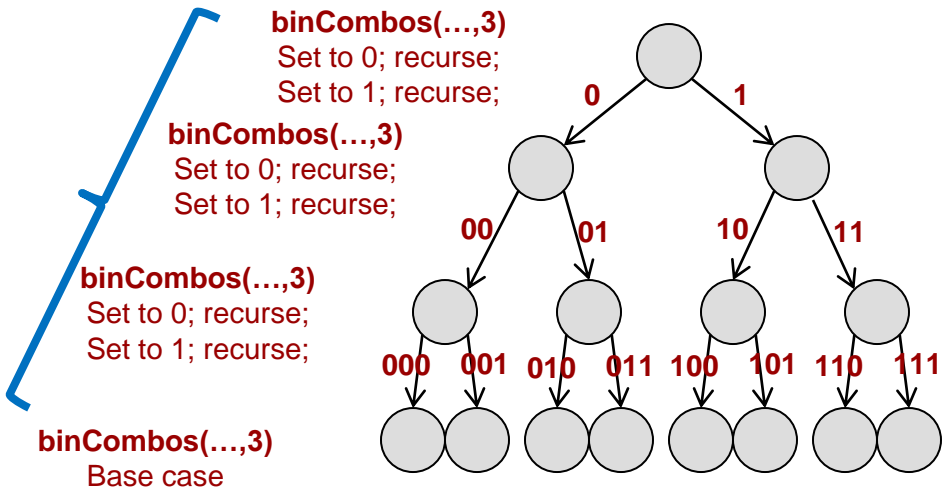 binCombos(…,3)
Set to 0; recurse;
Set to 1; recurse;
binCombos(…,3)
Set to 0; recurse;
Set to 1; recurse;
binCombos(…,3)
Set to 0; recurse;
Set to 1; recurse;
binCombos(…,3)
Base case
0 1
00 01 10 11
000 001 010 011 100 101 110 111